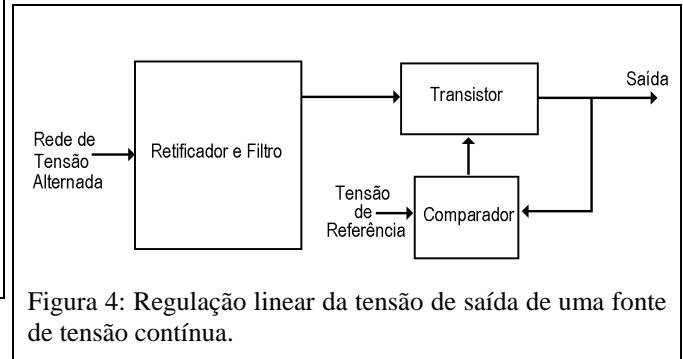 Rede de
Tensão
Alternada
Retificador e Filtro
Transistor
Saída
Tensão
de
Referência
Comparador
Figura 4: Regulação linear da tensão de saída de uma fonte
de tensão contínua.